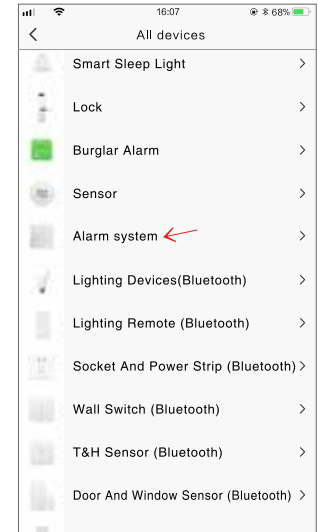 16:07
68%
All devices
Smart Sleep Light
Lock
Burglar Alarm
Sensor
Alarm system
Lighting Devices(Bluetooth)
Lighting Remote (Bluetooth)
Socket And Power Strip (Bluetooth)
Wall Switch (Bluetooth)
T&H Sensor (Bluetooth)
Door And Window Sensor (Bluetooth)